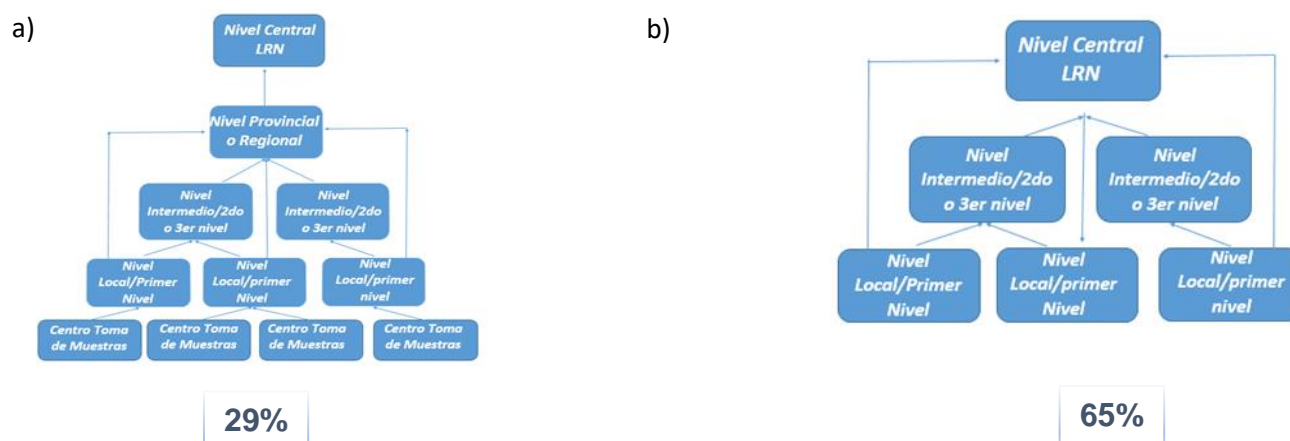 a)
Nivel Central
LRN
Nivel Provincial
o Regional
Nivel
Intermedio/2do
o 3er nivel
Nivel
Intermedio/2do
o 3er nivel
Nivel
Local/Primer
Nivel
Nivel
Local/primer
Nivel
Nivel
Local/primer
nivel
Centro Toma
de Muestras
Centro Toma
de Muestras
Centro Toma
de Muestras
Centro Toma
de Muestras
29%
b)
Nivel Central
LRN
Nivel
Intermedio/2do
o 3er nivel
Nivel
Intermedio/2do
o 3er nivel
Nivel
Local/Primer
Nivel
Nivel
Local/primer
Nivel
Nivel
Local/primer
nivel
65%